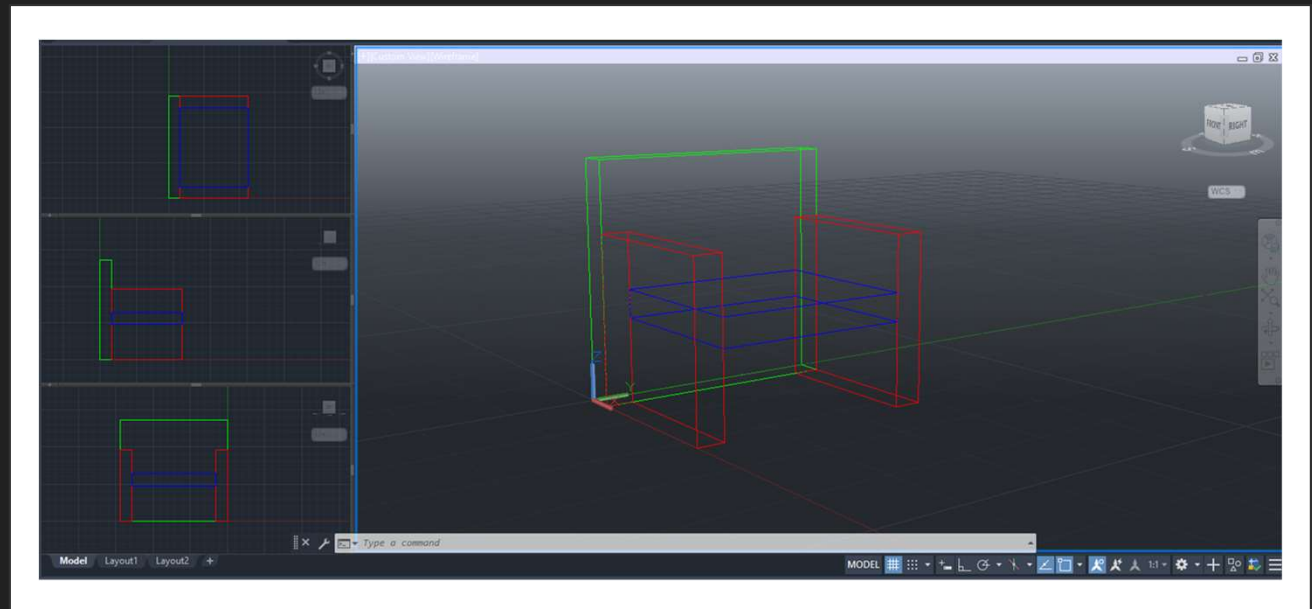 FRONT RIGHT
WCS
Z
Y
Type a command
Model Layout1 Layout2 +
MODEL 1:1